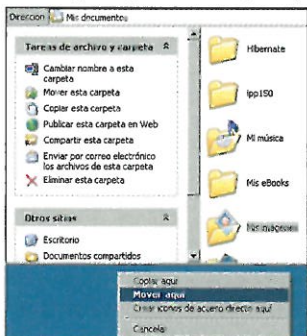 Dirección Mis documentos
Tareas de archivo y carpeta
Cambiar nombre a esta
carpeta
Mover esta carpeta
Copiar esta carpeta
Publicar esta carpeta en Web
Compartir esta carpeta
Enviar por correo electrónico
los archivos de esta carpeta
Eliminar esta carpeta
Otros sitios
Escritorio
Documentos compartidos
Hibernate
ipp150
Mi música
Mis eBooks
Mis imágenes
Copiar aquí
Mover aquí
Crear iconos de acceso directo aquí
Cancelar